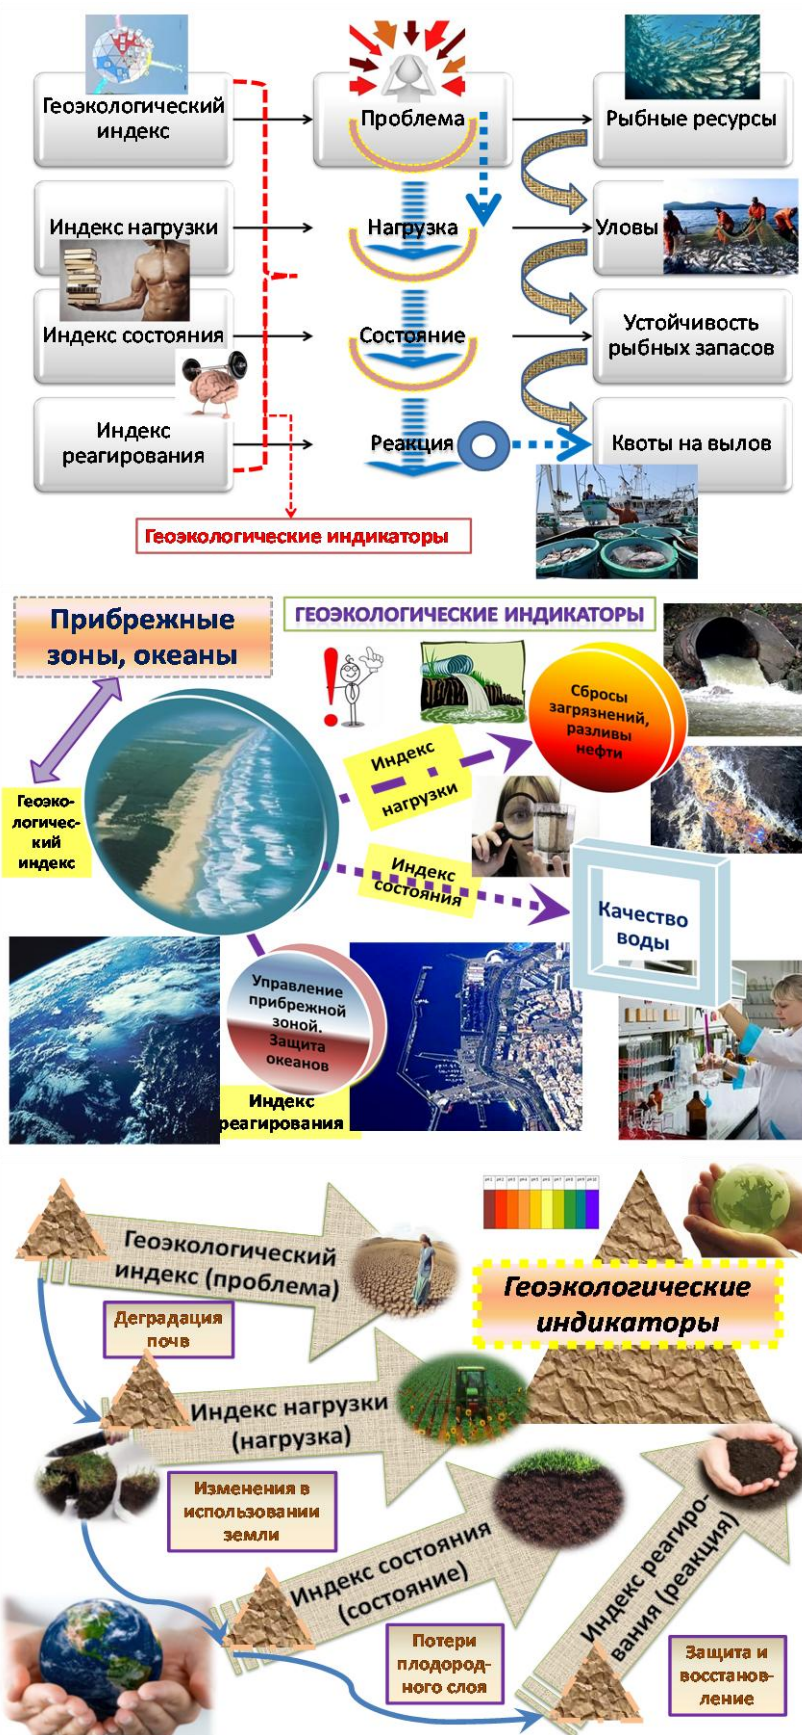 Геоэкологический
индекс
Проблема
Рыбные ресурсы
Индекс нагрузки
Нагрузка
Уловы
Индекс состояния
Состояние
Устойчивость
рыбных запасов
Индекс
реагирования
Реакция
Квоты на вылов
Геоэкологические индикаторы
Прибрежные
зоны, океаны
ГЕОЭКОЛОГИЧЕСКИЕ ИНДИКАТОРЫ
Сбросы
загрязнений,
разливы
нефти
Индекс
нагрузки
Геоэко-
логичес-
кий
индекс
Индекс
состояния
Качество
воды
Управление
прибрежной
зоной.
Защита
океанов
Индекс
реагирования
Геоэкологический
индекс (проблема)
Геоэкологические
индикаторы
Деградация
почв
Индекс нагрузки
(нагрузка)
Изменения в
использовании
земли
Индекс состояния
(состояние)
Индекс реагиро-
вания (реакция)
Потери
плодород-
ного слоя
Защита и
восстанов-
ление